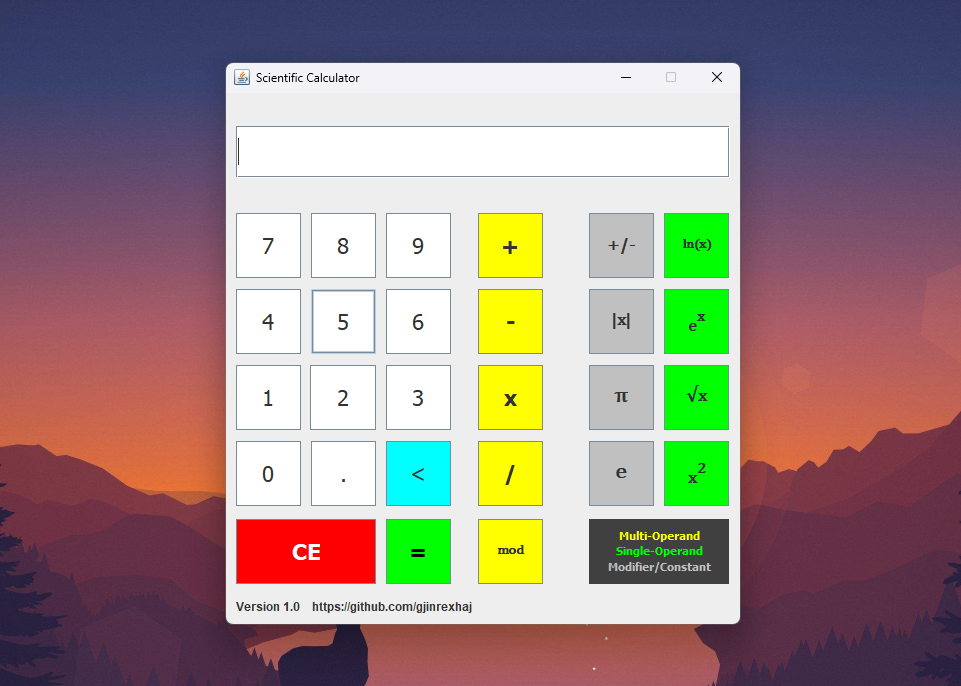 Scientific Calculator
7 8 9 + +/- ln(x)
4 5 6 - |x| e^x
1 2 3 x π √x
0 . < / e x^2
CE = mod
Multi-Operand
Single-Operand
Modifier/Constant
Version 1.0 https://github.com/gjinrexhaj